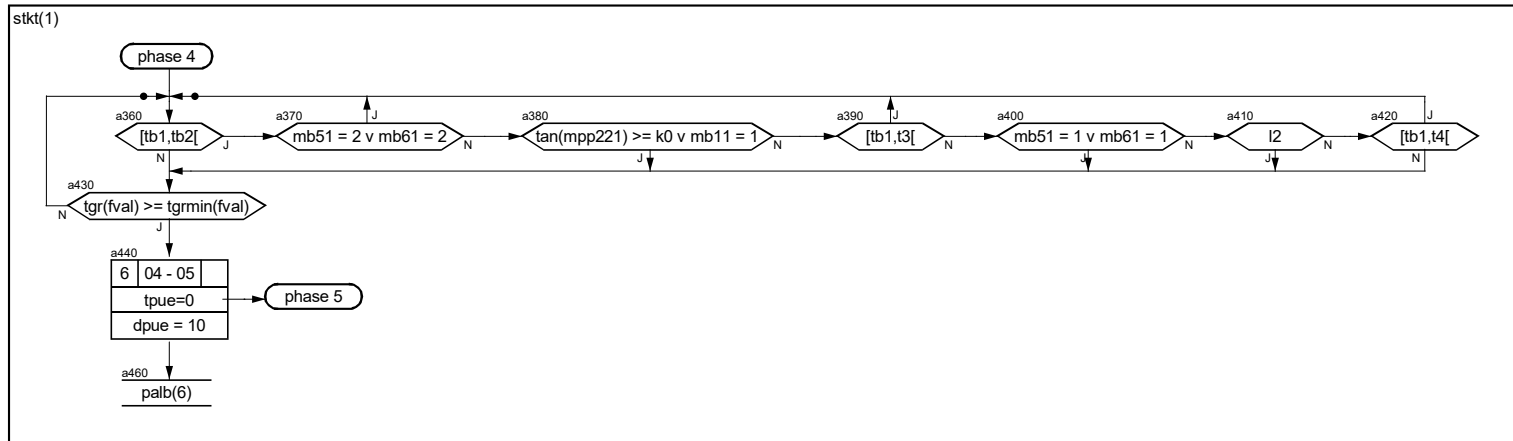 stkt(1)
phase 4
a360
[tb1,tb2[
J
N
a370
mb51 = 2 v mb61 = 2
J
N
a380
tan(mpp221) >= k0 v mb11 = 1
J
N
a390
[tb1,t3[
J
N
a400
mb51 = 1 v mb61 = 1
J
N
a410
l2
J
N
a420
[tb1,t4[
J
N
a430
tgr(fval) >= tgrmin(fval)
N
J
a440
6 04 - 05
tpue=0
dpue = 10
phase 5
a460
palb(6)